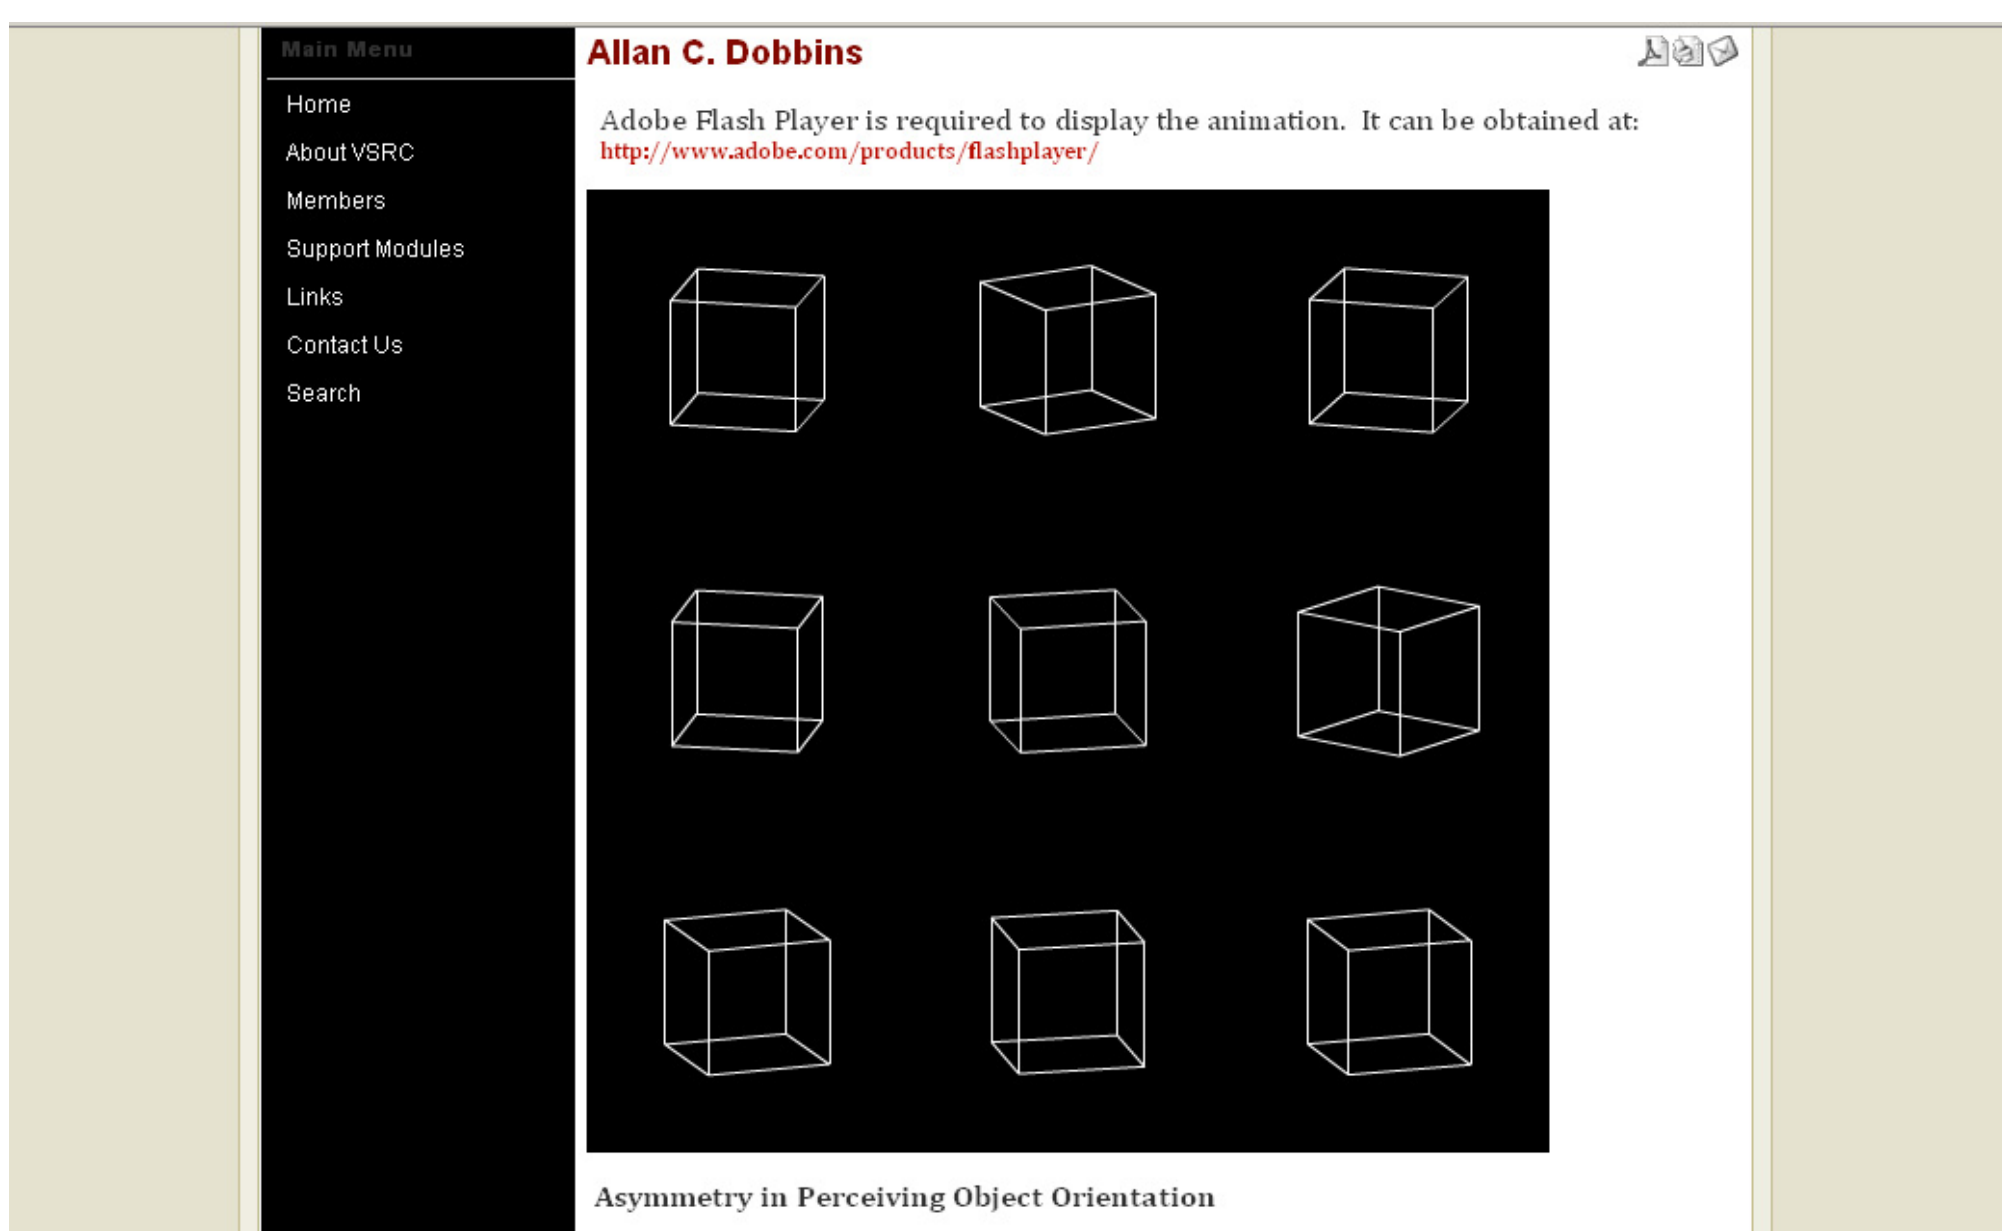 Main Menu
Home
About VSRC
Members
Support Modules
Links
Contact Us
Search
Allan C. Dobbins
Adobe Flash Player is required to display the animation.  It can be obtained at:
http://www.adobe.com/products/flashplayer/
Asymmetry in Perceiving Object Orientation